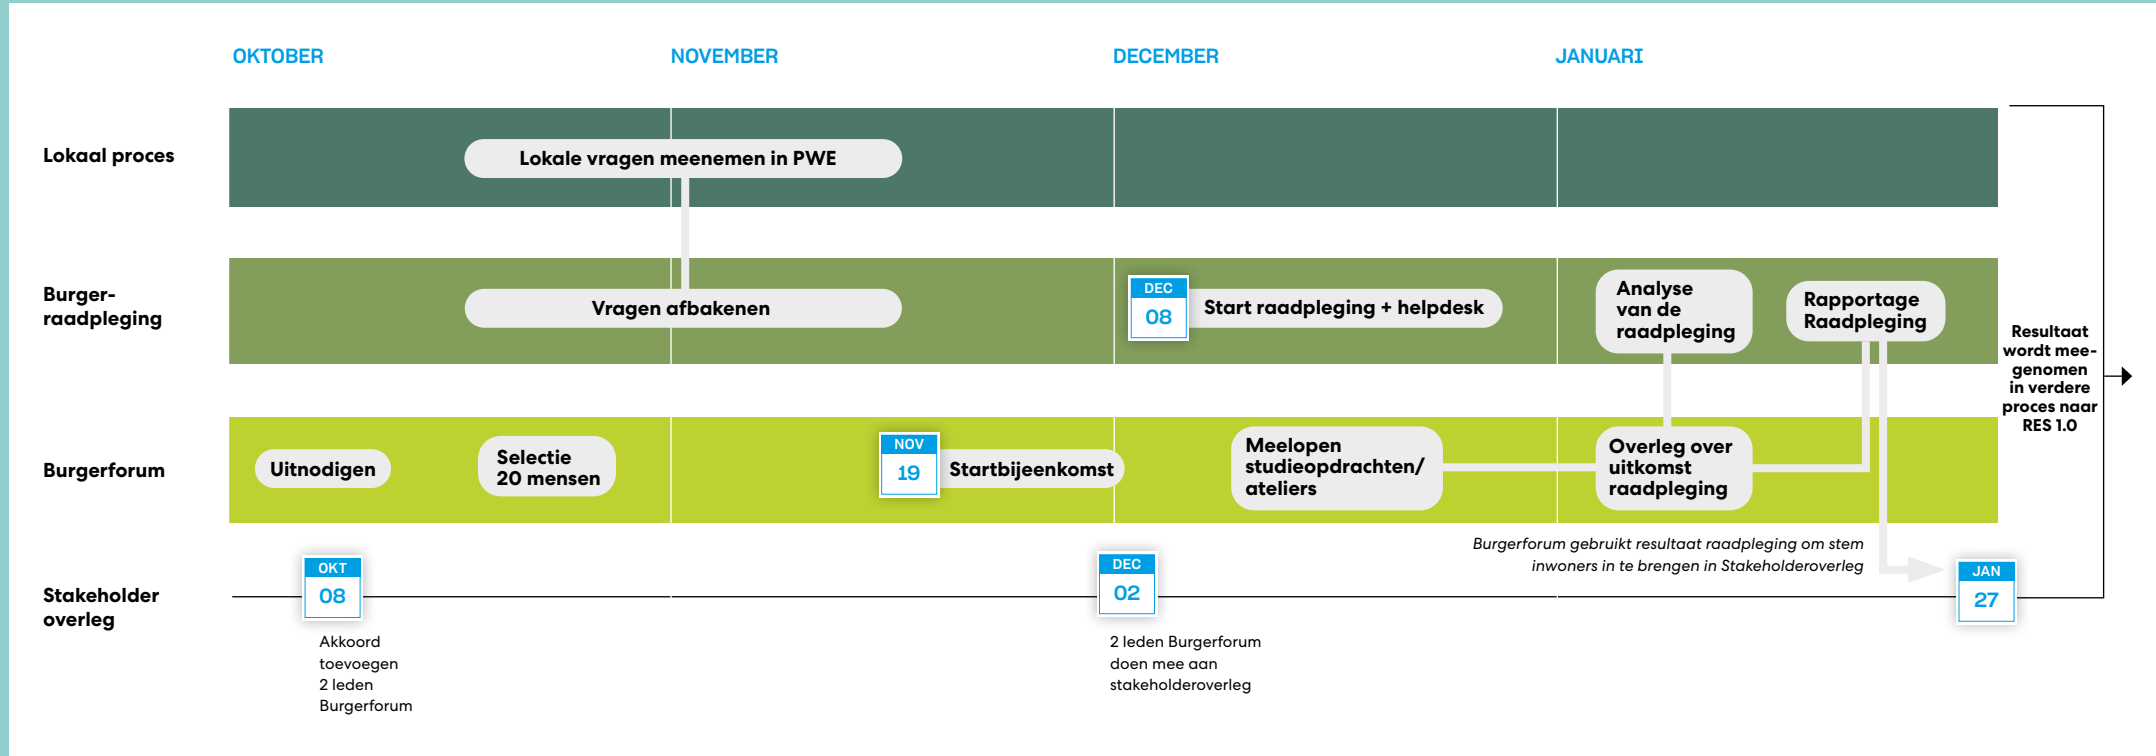 OKTOBER
NOVEMBER
DECEMBER
JANUARI
Lokaal proces
Lokale vragen meenemen in PWE
Burger-
raadpleging
Vragen afbakenen
DEC
08
Start raadpleging + helpdesk
Analyse
van de
raadpleging
Rapportage
Raadpleging
Resultaat
wordt mee-
genomen
in verdere
proces naar
RES 1.0
Burgerforum
Uitnodigen
Selectie
20 mensen
NOV
19
Startbijeenkomst
Meelopen
studieopdrachten/
ateliers
Overleg over
uitkomst
raadpleging
Burgerforum gebruikt resultaat raadpleging om stem
inwoners in te brengen in Stakeholderoverleg
Stakeholder
overleg
OKT
08
Akkoord
toevoegen
2 leden
Burgerforum
DEC
02
2 leden Burgerforum
doen mee aan
stakeholderoverleg
JAN
27